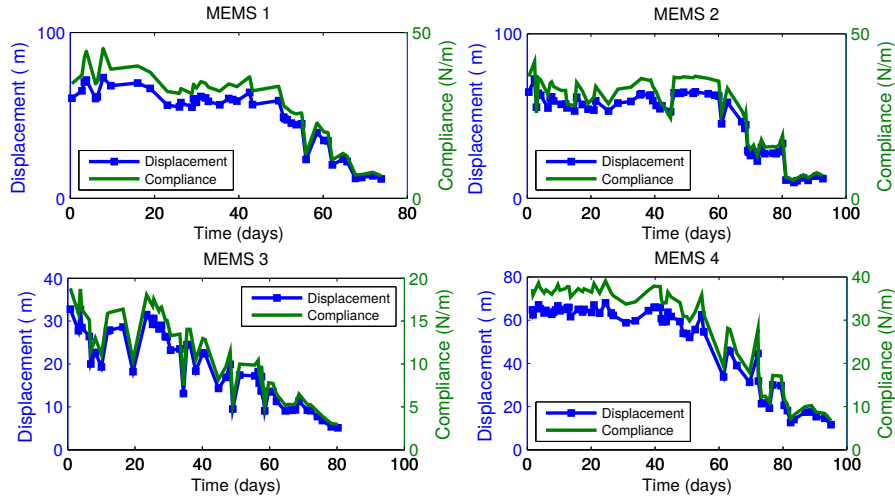 MEMS 1
100
0
Displacement ( m)
50
0
Compliance (N/m)
Displacement
Compliance
0 20 40 60 80
Time (days)
MEMS 2
100
0
Displacement ( m)
50
0
Compliance (N/m)
Displacement
Compliance
0 20 40 60 80 100
Time (days)
MEMS 3
40
30
20
10
0
Displacement ( m)
20
15
10
5
0
Compliance (N/m)
Displacement
Compliance
0 20 40 60 80 100
Time (days)
MEMS 4
80
60
40
20
0
Displacement ( m)
40
30
20
10
0
Compliance (N/m)
Displacement
Compliance
0 20 40 60 80 100
Time (days)